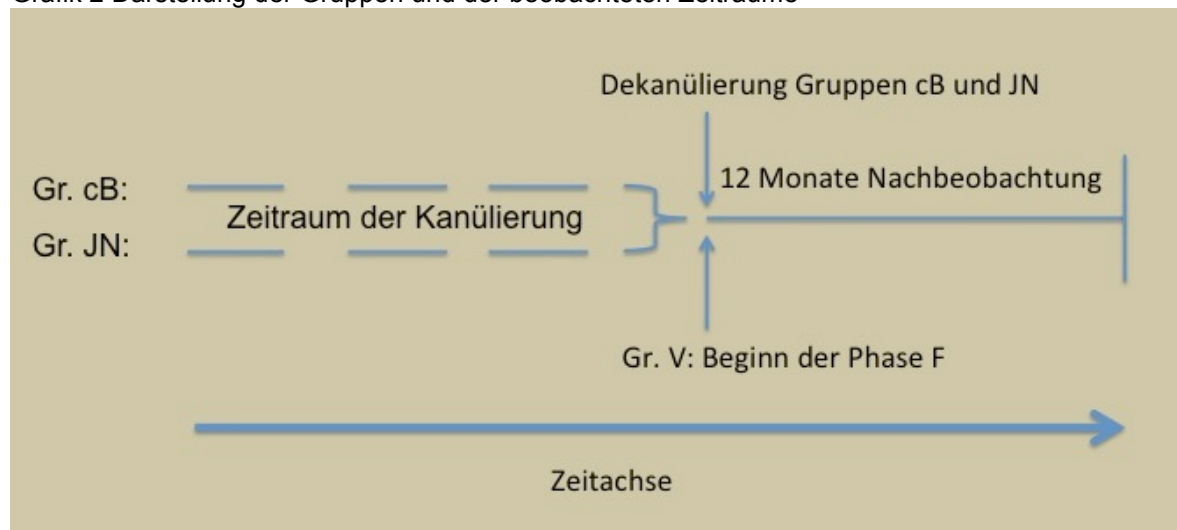 Grafik 2 Darstellung der Gruppen und der beobachteten Zeiträume
Dekanülierung Gruppen cB und JN
12 Monate Nachbeobachtung
Gr. cB:
Zeitraum der Kanülierung
Gr. JN:
Gr. V: Beginn der Phase F
Zeitachse